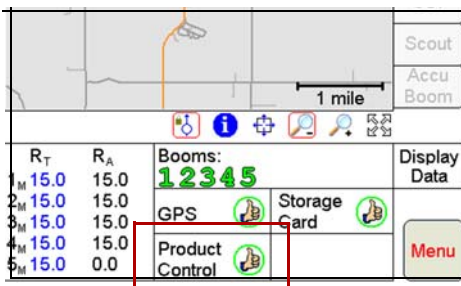 Scout
Accu
Boom
1 mile
RT RA
1M 15.0 15.0
2M 15.0 15.0
3M 15.0 15.0
4M 15.0 15.0
5M 15.0 0.0
Booms:
12345
GPS
Storage
Card
Product
Control
Display
Data
Menu